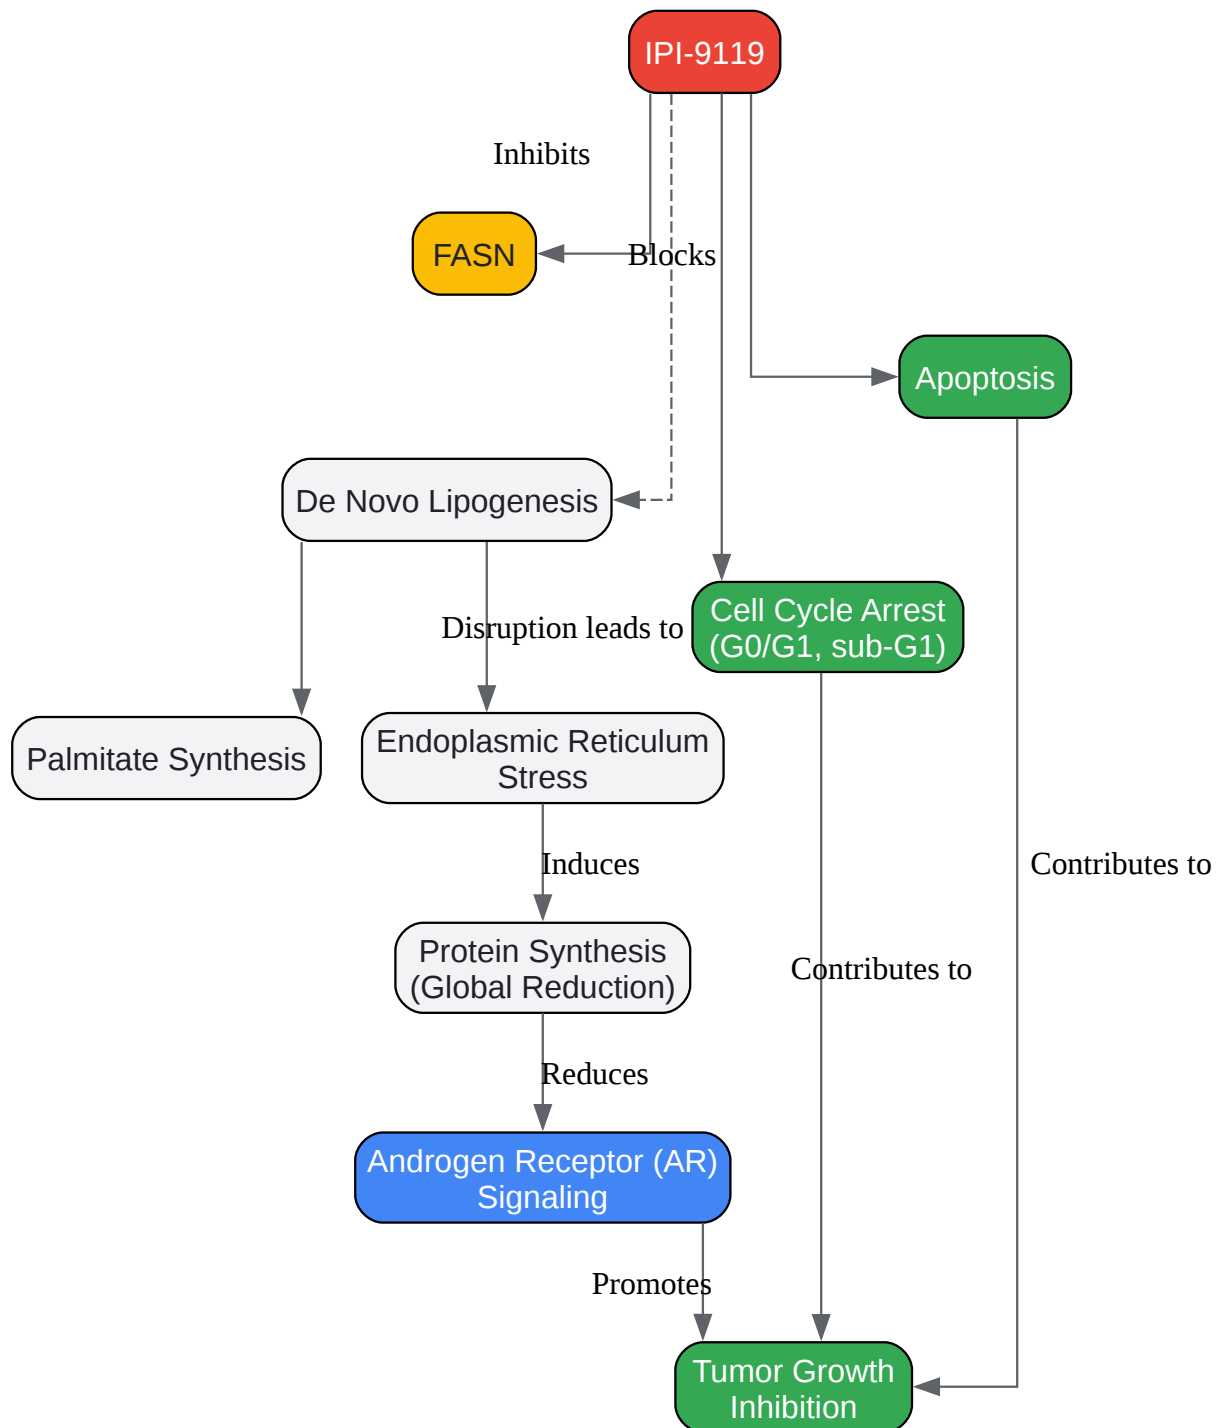 IPI-9119
Inhibits
FASN
Blocks
Apoptosis
De Novo Lipogenesis
Cell Cycle Arrest
(G0/G1, sub-G1)
Disruption leads to
Palmitate Synthesis
Endoplasmic Reticulum
Stress
Induces
Contributes to
Protein Synthesis
(Global Reduction)
Contributes to
Reduces
Androgen Receptor (AR)
Signaling
Promotes
Tumor Growth
Inhibition